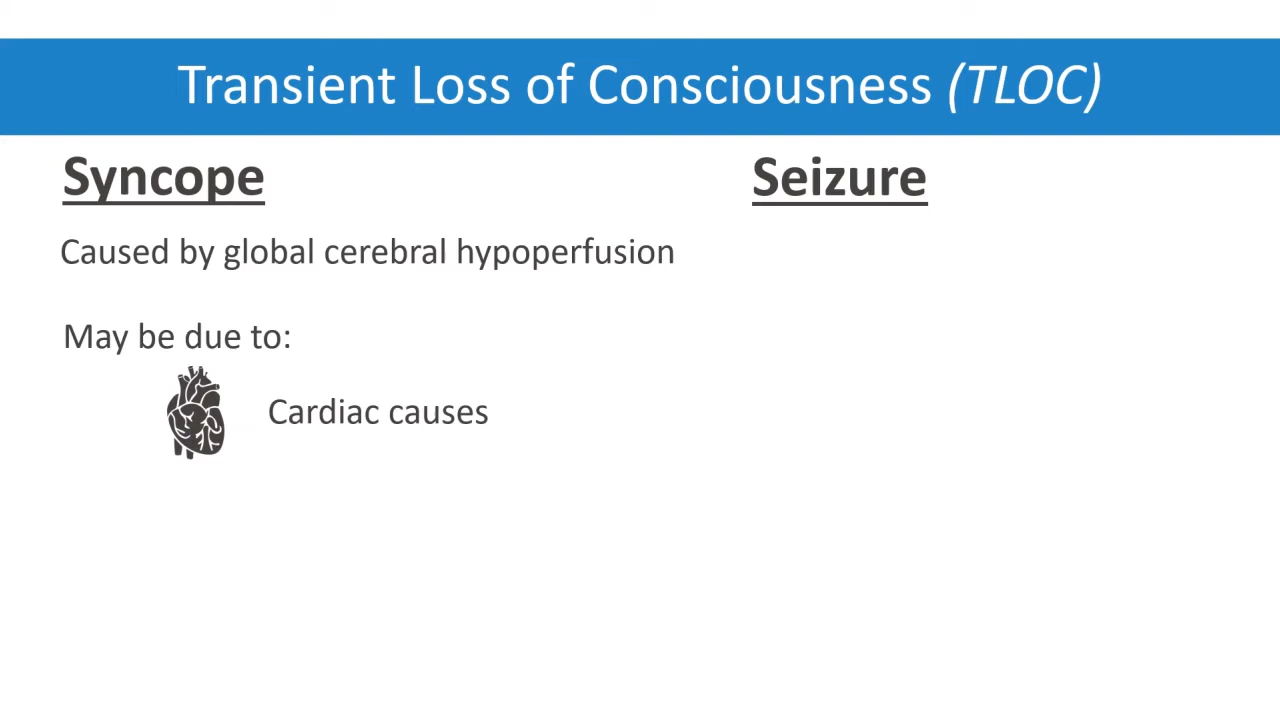 Transient Loss of Consciousness (TLOC)
Syncope
Seizure
Caused by global cerebral hypoperfusion
May be due to:
Cardiac causes